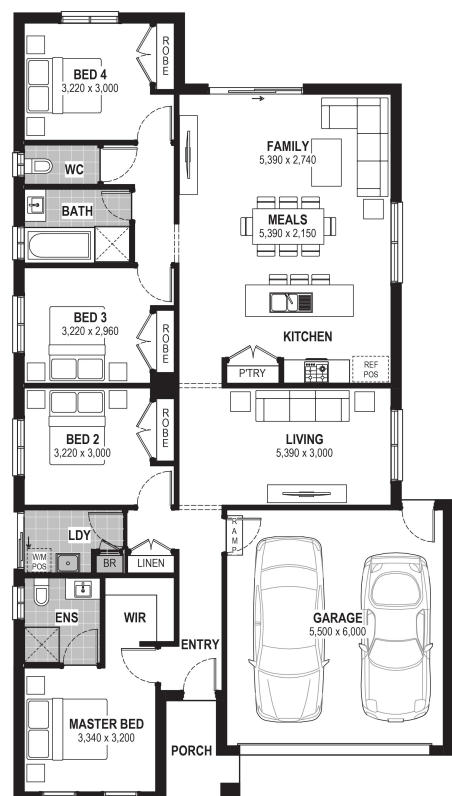 BED 4
3,220 x 3,000
ROBE
WC
BATH
FAMILY
5,390 x 2,740
MEALS
5,390 x 2,150
KITCHEN
P'TRY
REF
POS
BED 3
3,220 x 2,960
ROBE
BED 2
3,220 x 3,000
ROBE
LIVING
5,390 x 3,000
LDY
W/M
POS
BR
LINEN
RAMP
ENS
WIR
ENTRY
GARAGE
5,500 x 6,000
MASTER BED
3,340 x 3,200
PORCH